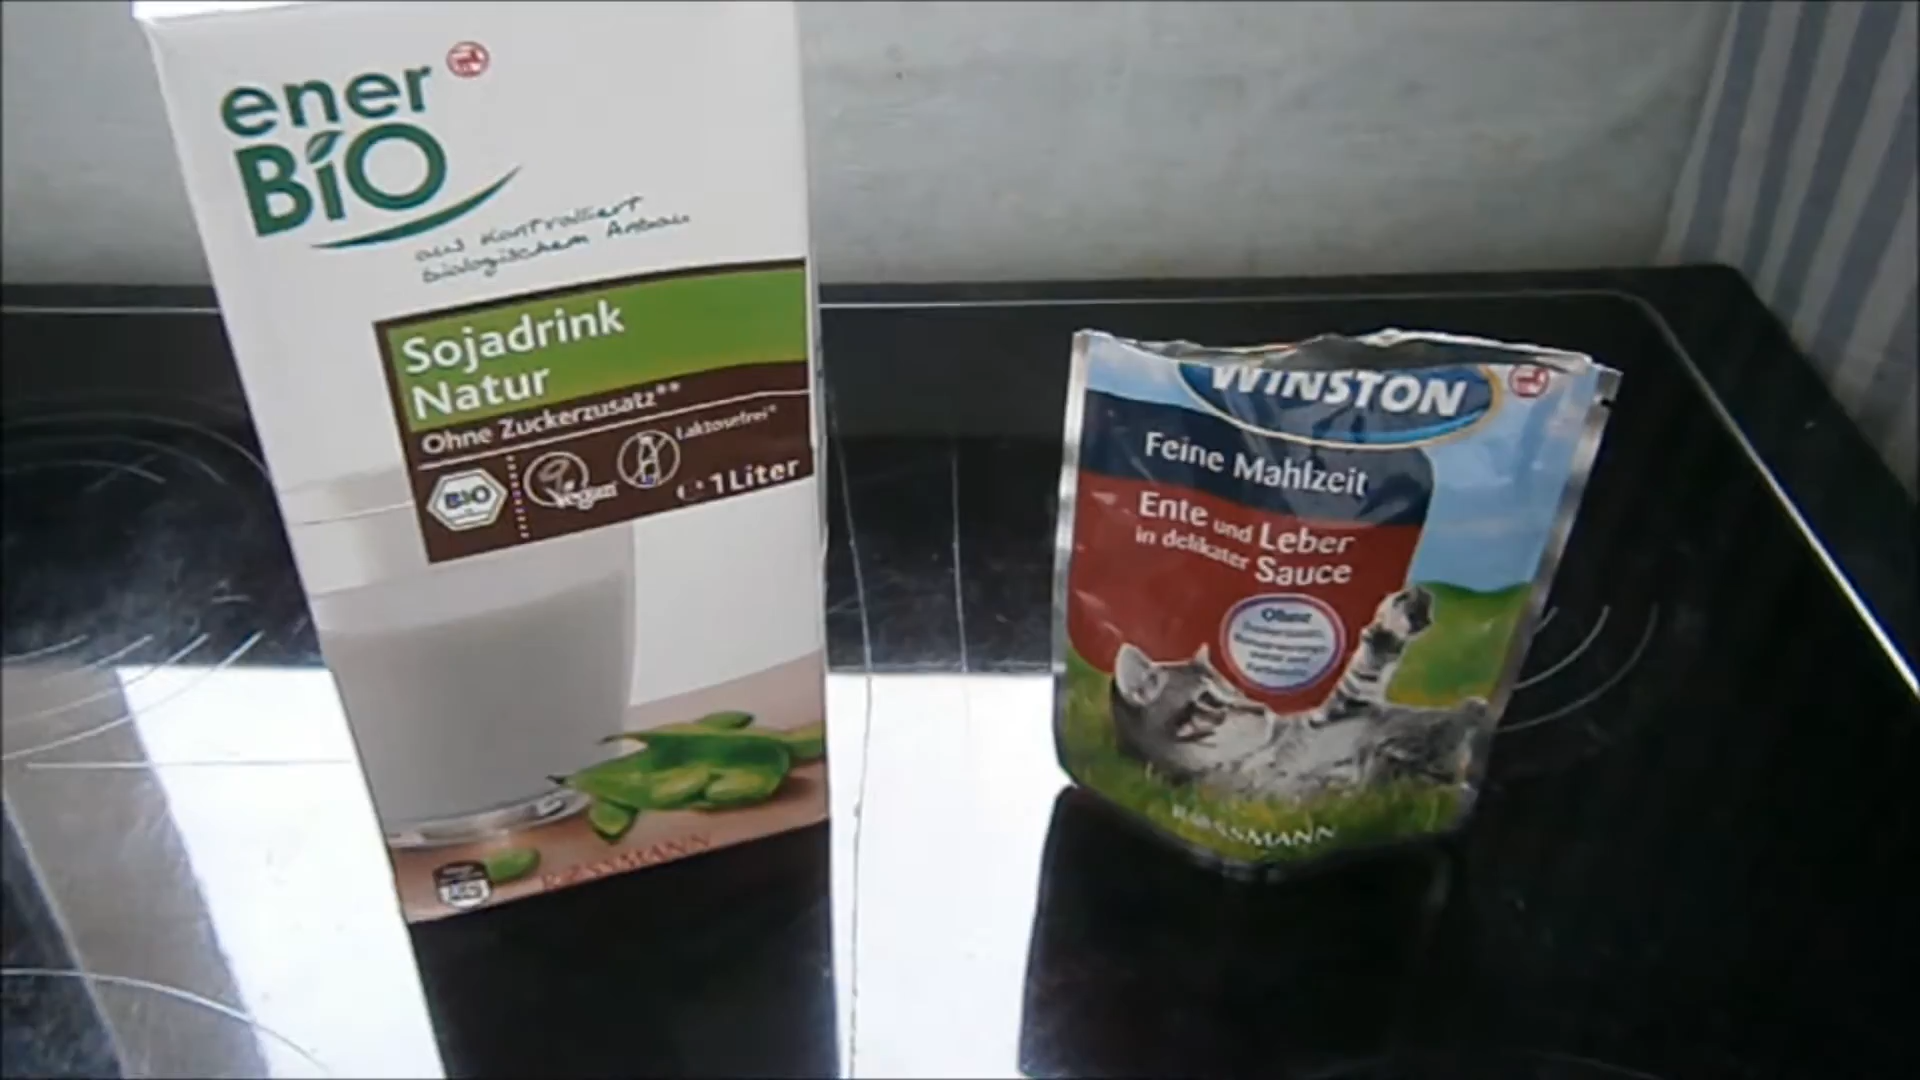 ener
BiO
aus kontrolliert
biologischem Anbau
Sojadrink
Natur
Ohne Zuckerzusatz**
BIO
Vegan
Laktosefrei*
1 Liter
ROSSMANN
WINSTON
Feine Mahlzeit
Ente und Leber
in delikater Sauce
Ohne
ROSSMANN